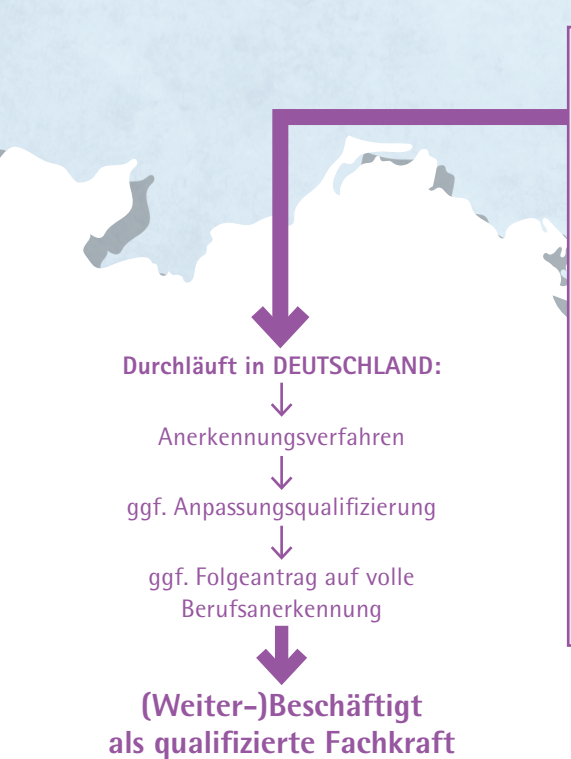 Durchläuft in DEUTSCHLAND:
Anerkennungsverfahren
ggf. Anpassungsqualifizierung
ggf. Folgeantrag auf volle
Berufsanerkennung
(Weiter-)Beschäftigt
als qualifizierte Fachkraft